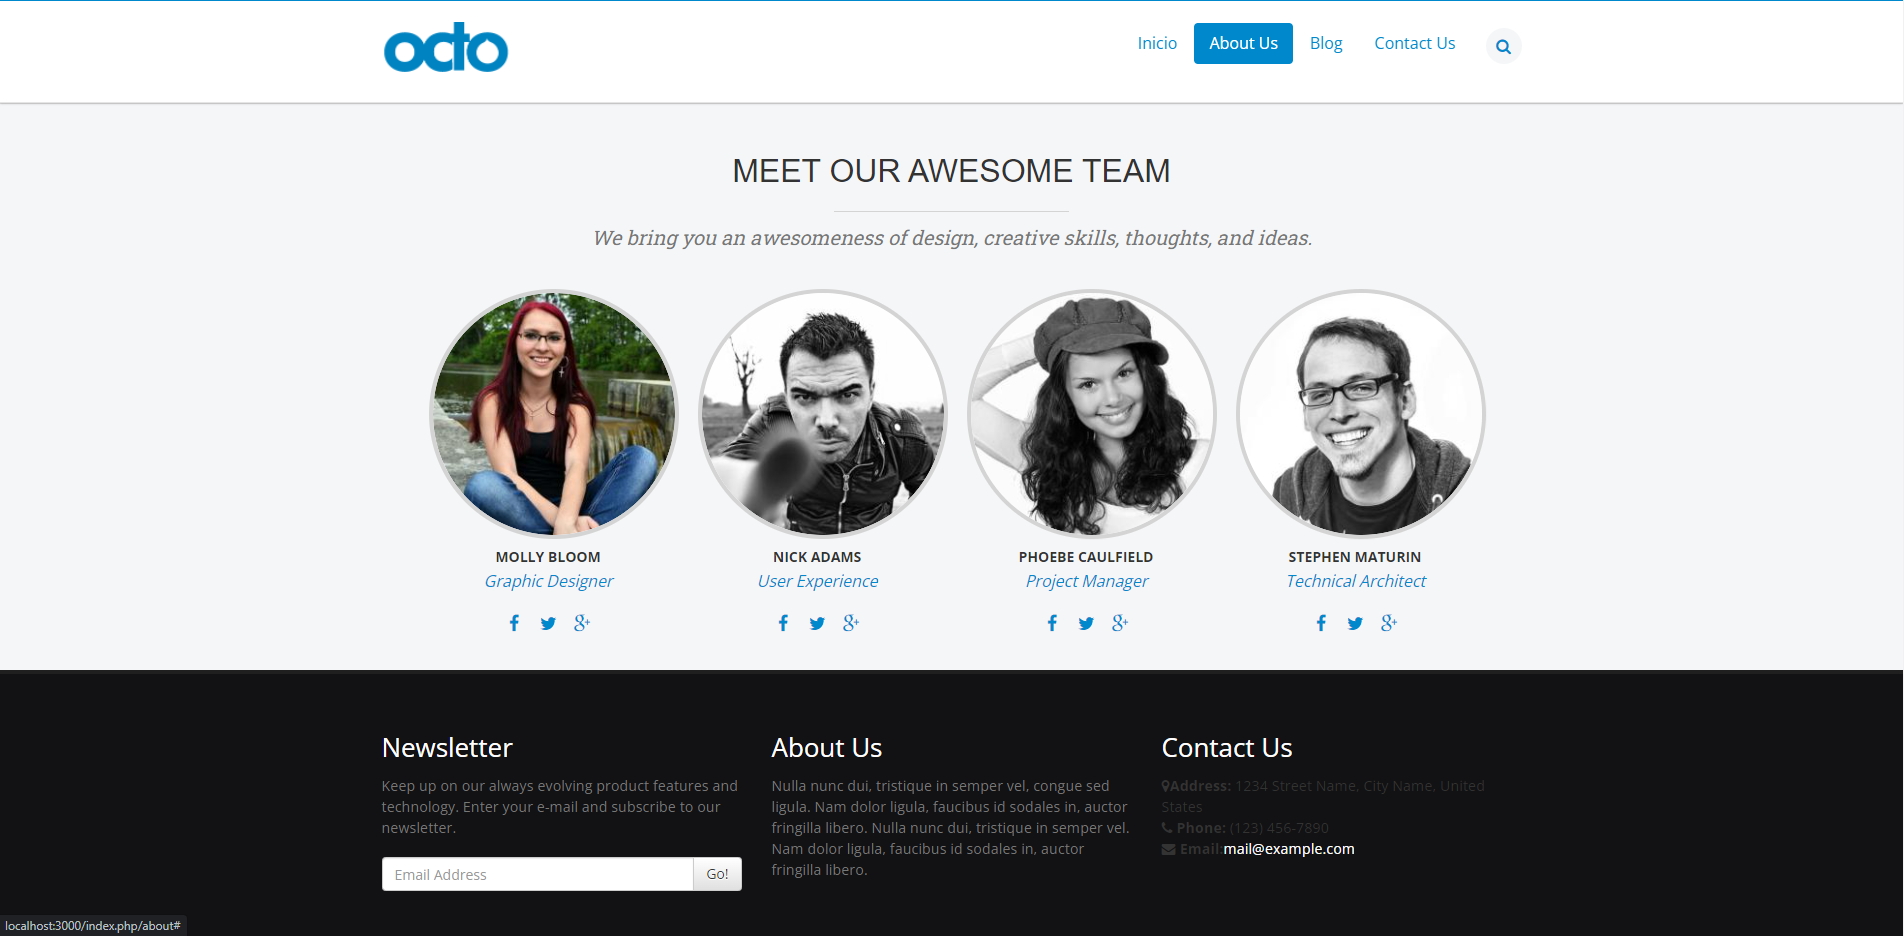 octo
Inicio
About Us
Blog
Contact Us
MEET OUR AWESOME TEAM
We bring you an awesomeness of design, creative skills, thoughts, and ideas.
MOLLY BLOOM
Graphic Designer
NICK ADAMS
User Experience
PHOEBE CAULFIELD
Project Manager
STEPHEN MATURIN
Technical Architect
Newsletter
Keep up on our always evolving product features and
technology. Enter your e-mail and subscribe to our
newsletter.
Email Address
Go!
About Us
Nulla nunc dui, tristique in semper vel, congue sed
ligula. Nam dolor ligula, faucibus id sodales in, auctor
fringilla libero. Nulla nunc dui, tristique in semper vel.
Nam dolor ligula, faucibus id sodales in, auctor
fringilla libero.
Contact Us
Address: 1234 Street Name, City Name, United
States
Phone: (123) 456-7890
Email:mail@example.com
localhost:3000/index.php/about#